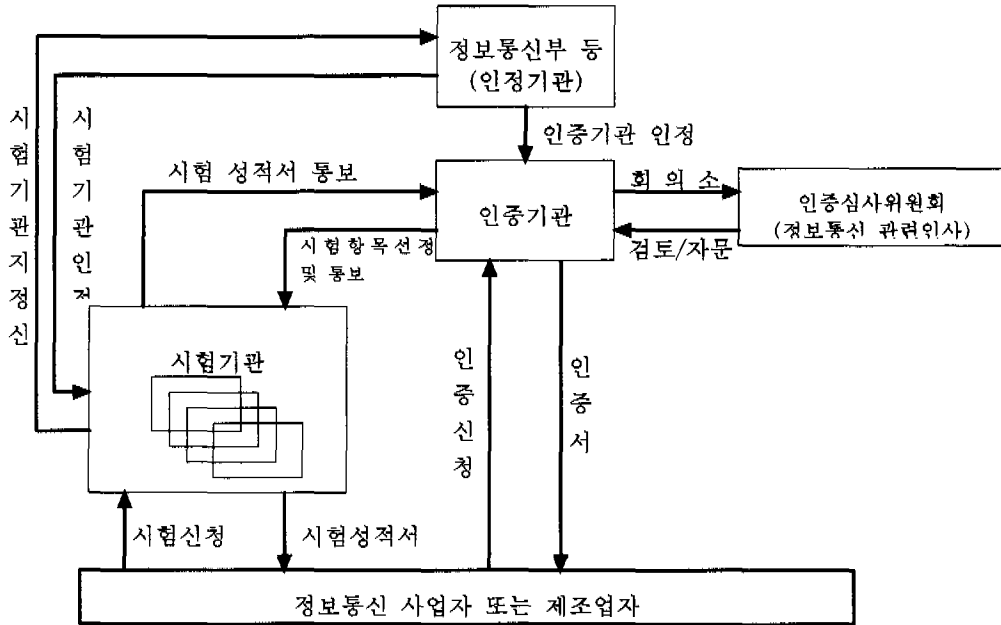 정보통신부 등
(인정기관)
시험기관지정신
시험기관인정
인증기관 인정
시험 성적서 통보
회 의 소
인증기관
인증심사위원회
(정보통신 관련인사)
검토/자문
시험항목선정
및 통보
시험기관
인증신청
인증서
시험신청
시험성적서
정보통신 사업자 또는 제조업자